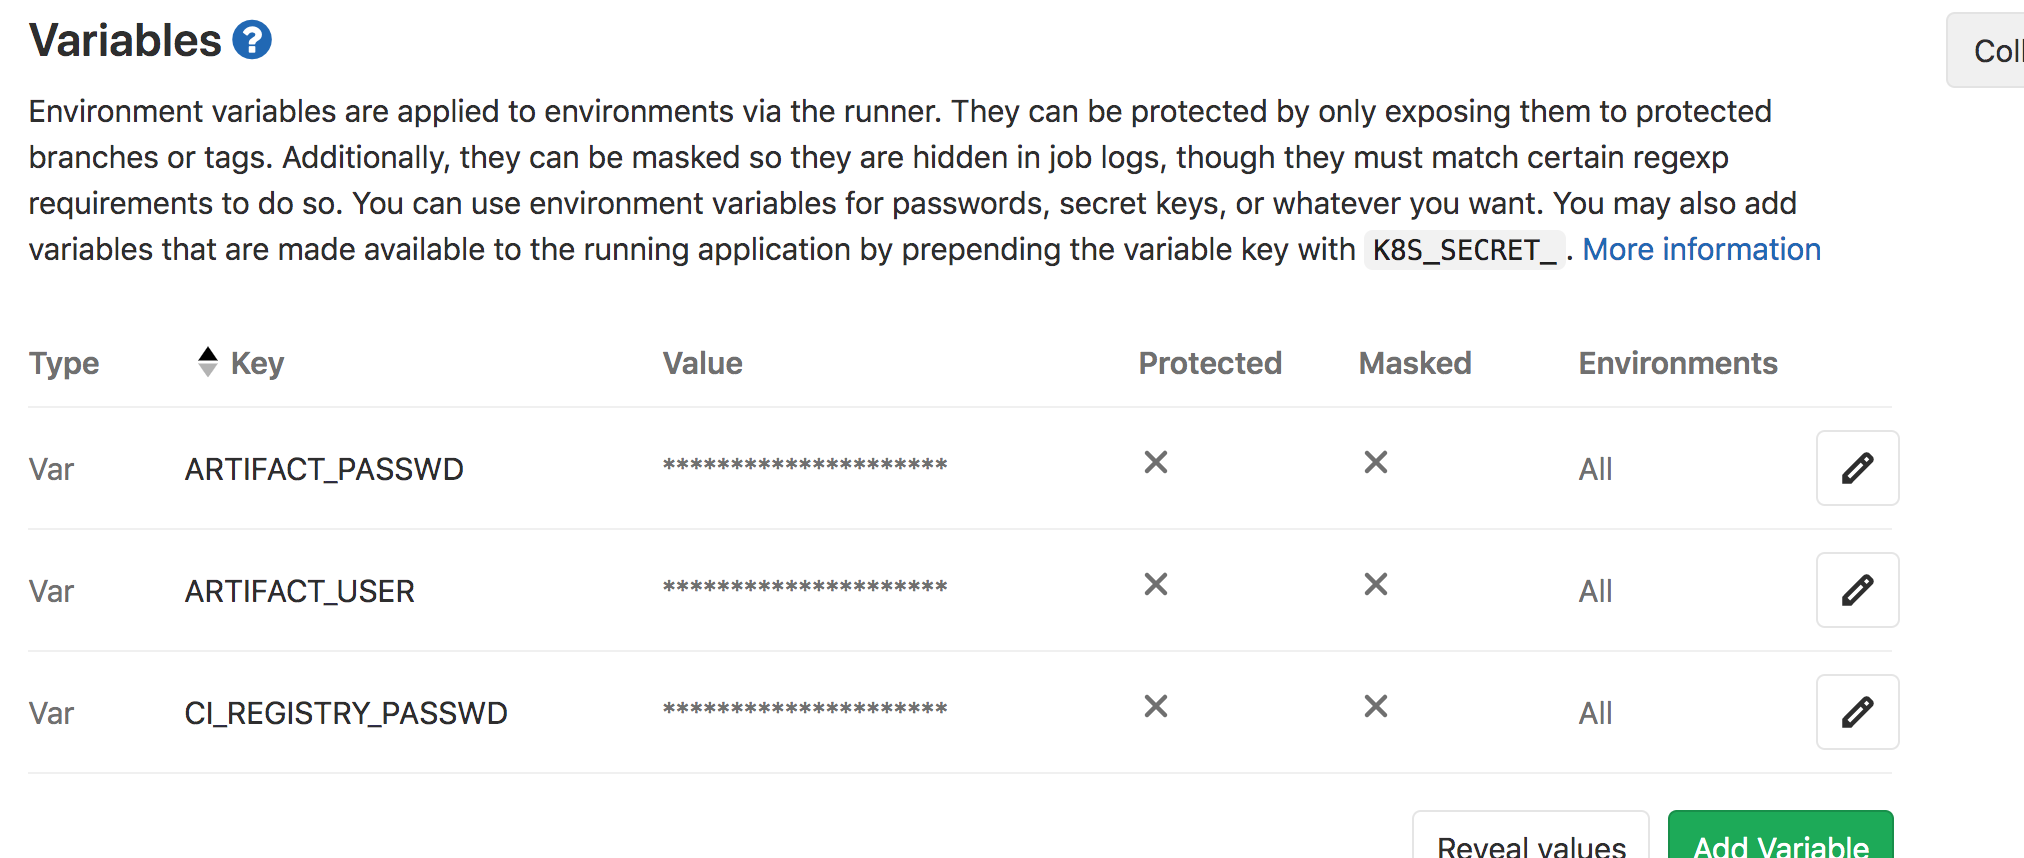 Variables ?
Coll
Environment variables are applied to environments via the runner. They can be protected by only exposing them to protected
branches or tags. Additionally, they can be masked so they are hidden in job logs, though they must match certain regexp
requirements to do so. You can use environment variables for passwords, secret keys, or whatever you want. You may also add
variables that are made available to the running application by prepending the variable key with K8S_SECRET_ . More information
Type Key Value Protected Masked Environments
Var ARTIFACT_PASSWD ********************* All
Var ARTIFACT_USER ********************* All
Var CI_REGISTRY_PASSWD ********************* All
Reveal values Add Variable